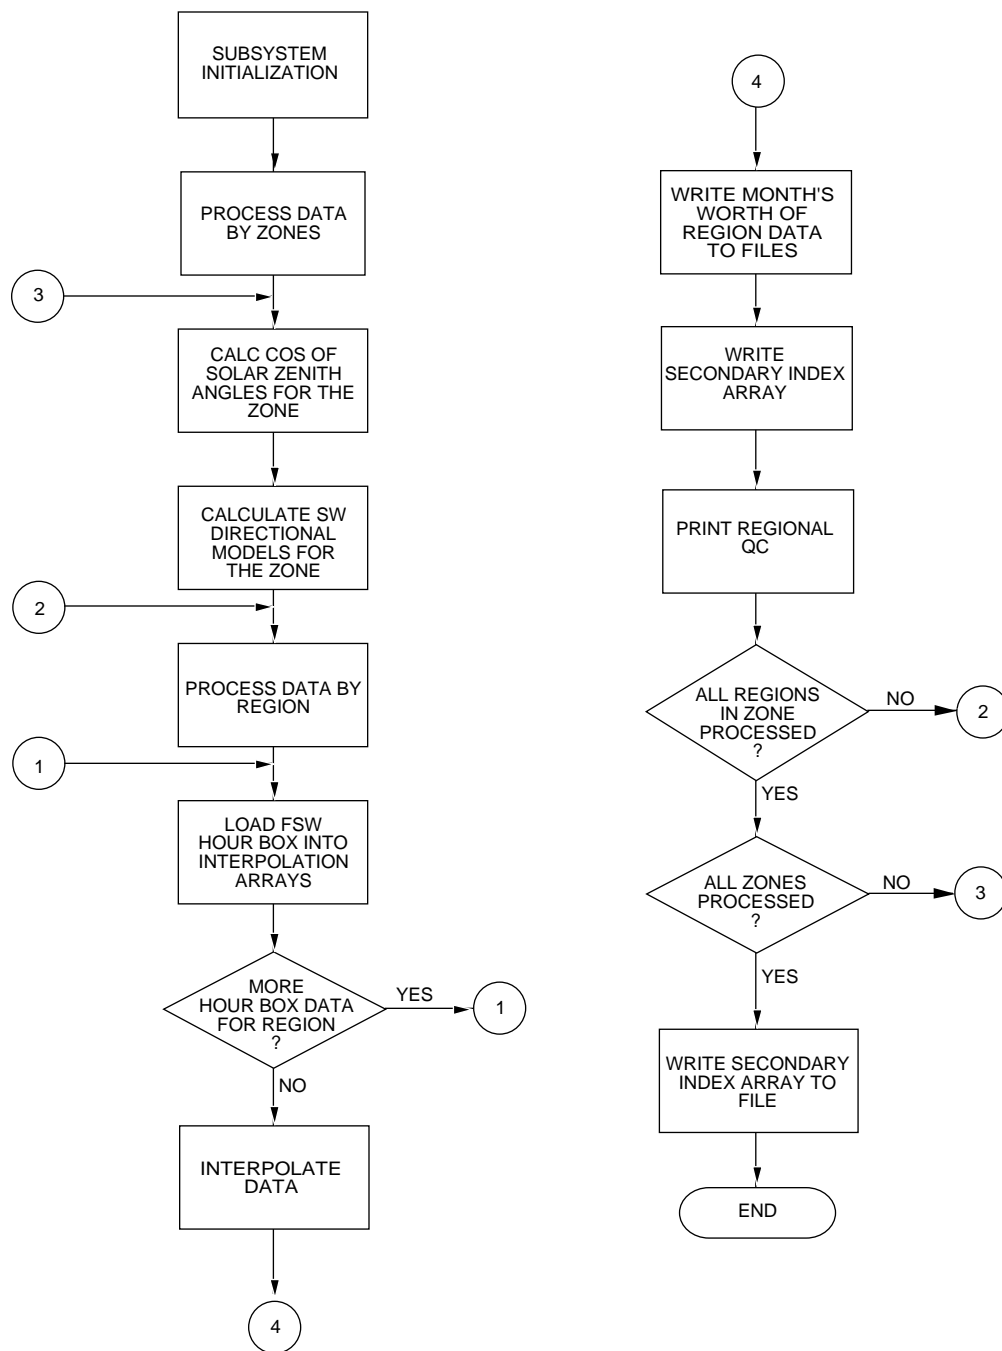 SUBSYSTEM
INITIALIZATION
PROCESS DATA
BY ZONES
3
CALC COS OF
SOLAR ZENITH
ANGLES FOR THE
ZONE
CALCULATE SW
DIRECTIONAL
MODELS FOR
THE ZONE
2
PROCESS DATA BY
REGION
1
LOAD FSW
HOUR BOX INTO
INTERPOLATION
ARRAYS
MORE
HOUR BOX DATA
FOR REGION
?
YES
1
NO
INTERPOLATE
DATA
4
4
WRITE MONTH'S
WORTH OF
REGION DATA
TO FILES
WRITE
SECONDARY INDEX
ARRAY
PRINT REGIONAL
QC
ALL REGIONS
IN ZONE
PROCESSED
?
NO
2
YES
ALL ZONES
PROCESSED
?
NO
3
YES
WRITE SECONDARY
INDEX ARRAY TO
FILE
END